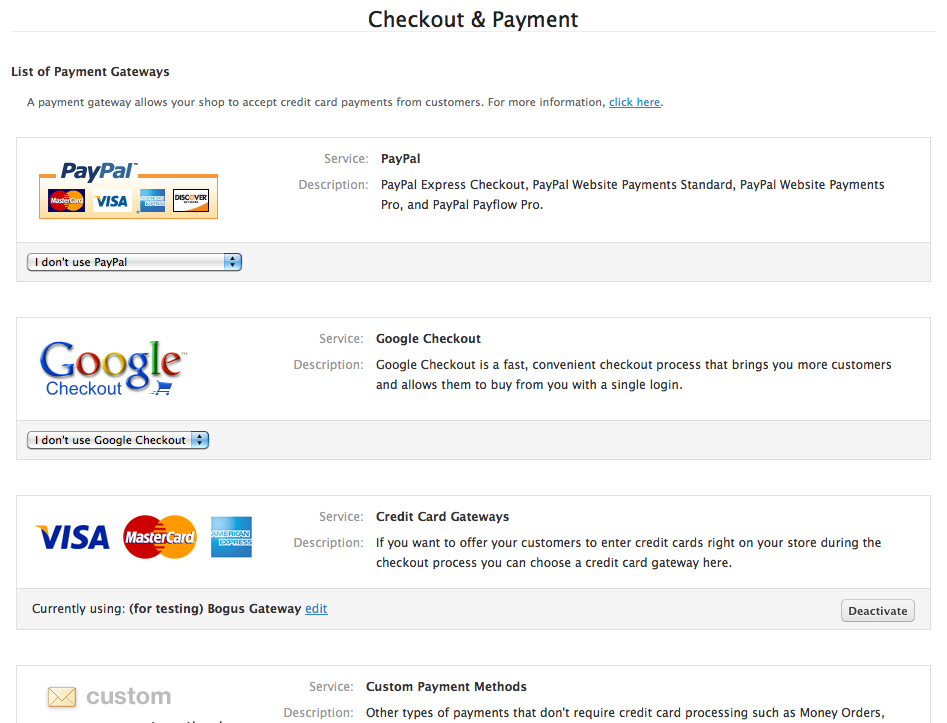 Checkout & Payment
List of Payment Gateways
A payment gateway allows your shop to accept credit card payments from customers. For more information, click here.
PayPal™
MasterCard VISA AMERICAN EXPRESS DISCOVER NETWORK
Service: PayPal
Description: PayPal Express Checkout, PayPal Website Payments Standard, PayPal Website Payments
Pro, and PayPal Payflow Pro.
I don't use PayPal
Google™
Checkout
Service: Google Checkout
Description: Google Checkout is a fast, convenient checkout process that brings you more customers
and allows them to buy from you with a single login.
I don't use Google Checkout
VISA MasterCard AMERICAN EXPRESS
Service: Credit Card Gateways
Description: If you want to offer your customers to enter credit cards right on your store during the
checkout process you can choose a credit card gateway here.
Currently using: (for testing) Bogus Gateway edit
Deactivate
custom
Service: Custom Payment Methods
Description: Other types of payments that don't require credit card processing such as Money Orders,